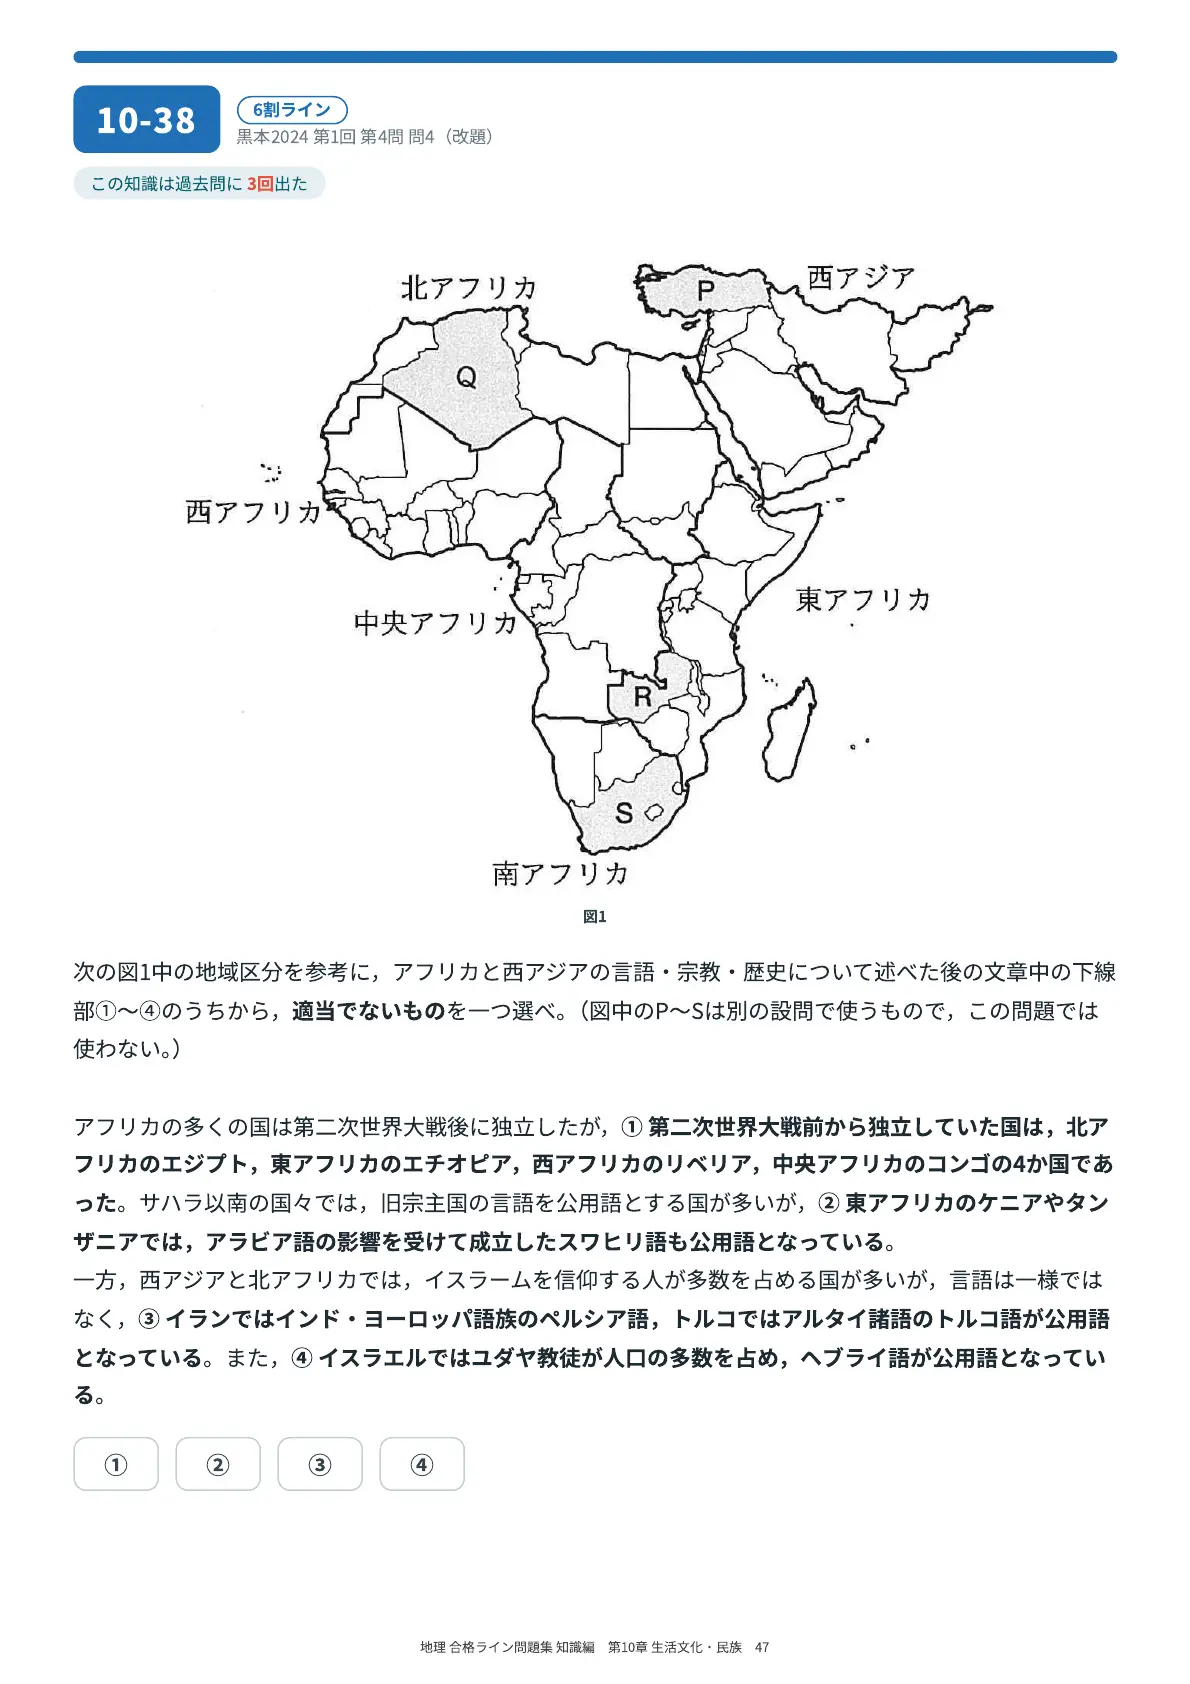 10-38
6割ライン
黒本2024 第1回 第4問 問4（改題）
この知識は過去問に 3回出た
北アフリカ
西アジア
P
Q
西アフリカ
東アフリカ
中央アフリカ
R
S
南アフリカ
図1
次の図1中の地域区分を参考に，アフリカと西アジアの言語・宗教・歴史について述べた後の文章中の下線
部①～④のうちから，適当でないものを一つ選べ。（図中のP～Sは別の設問で使うもので，この問題では
使わない。）
アフリカの多くの国は第二次世界大戦後に独立したが，① 第二次世界大戦前から独立していた国は，北ア
フリカのエジプト，東アフリカのエチオピア，西アフリカのリベリア，中央アフリカのコンゴの4か国であ
った。サハラ以南の国々では，旧宗主国の言語を公用語とする国が多いが，② 東アフリカのケニアやタン
ザニアでは，アラビア語の影響を受けて成立したスワヒリ語も公用語となっている。
一方，西アジアと北アフリカでは，イスラームを信仰する人が多数を占める国が多いが，言語は一様では
なく，③ イランではインド・ヨーロッパ語族のペルシア語，トルコではアルタイ諸語のトルコ語が公用語
となっている。また，④ イスラエルではユダヤ教徒が人口の多数を占め，ヘブライ語が公用語となってい
る。
① ② ③ ④
地理 合格ライン問題集 知識編 第10章 生活文化・民族 47